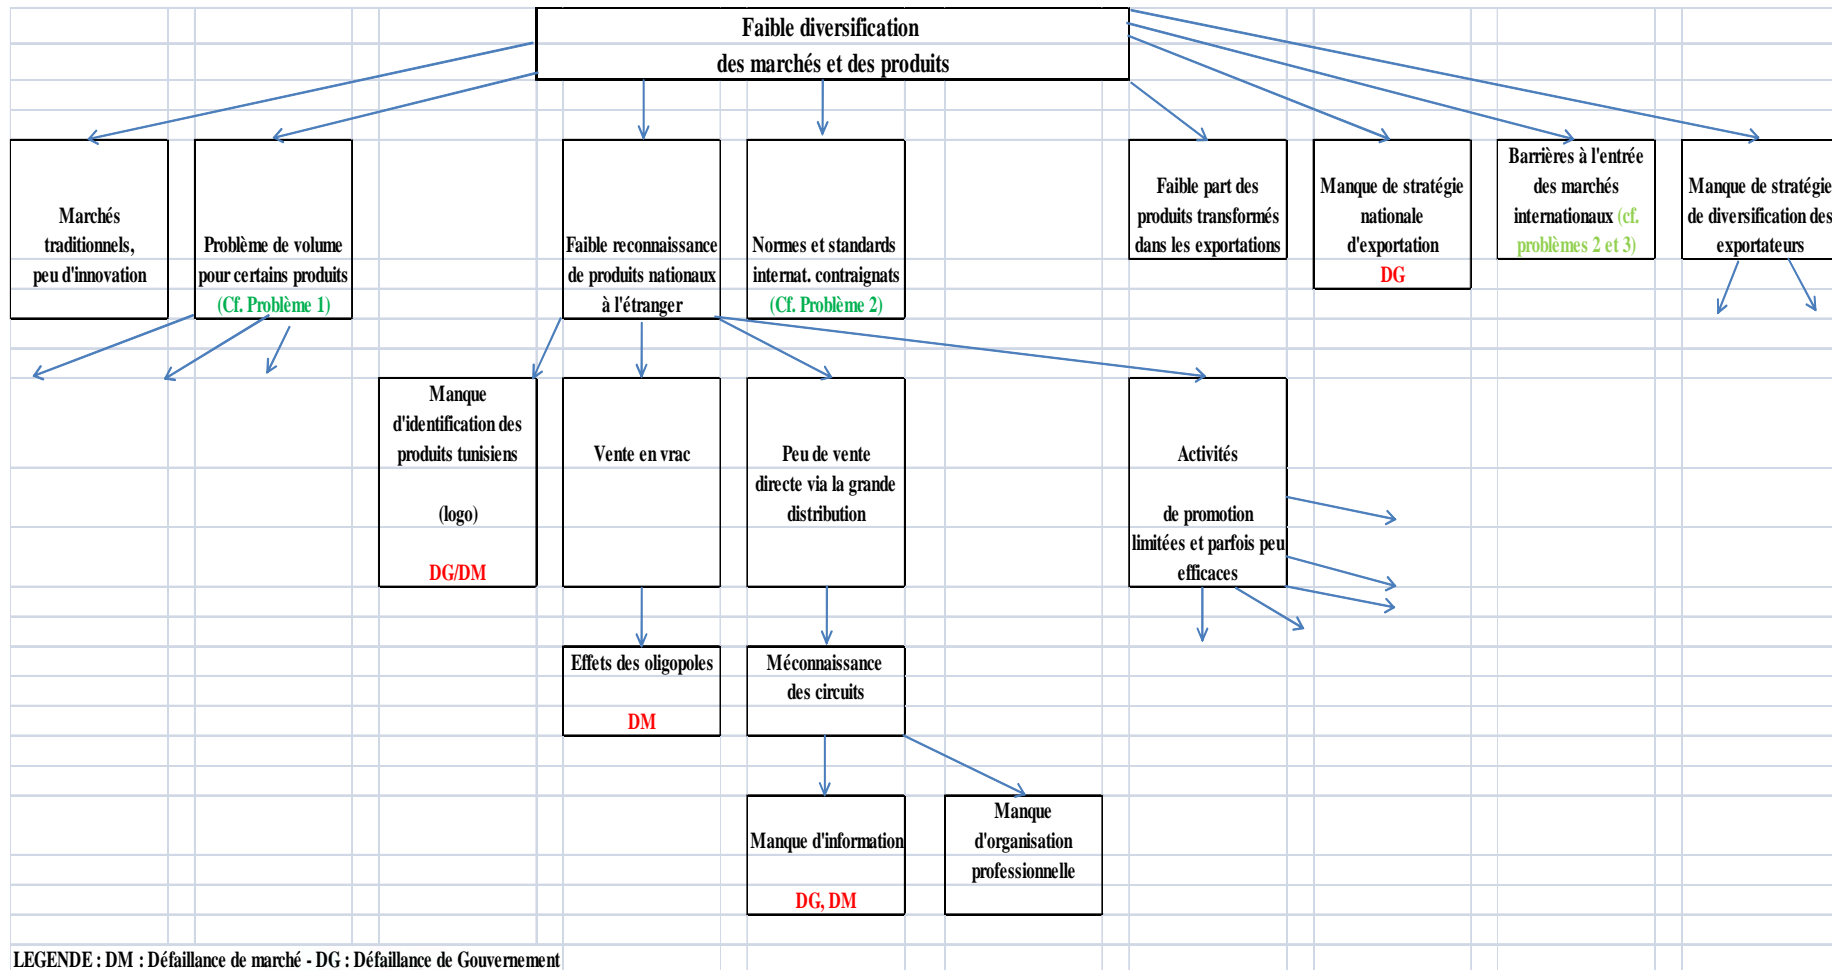 Faible diversification
des marchés et des produits
Marchés
traditionnels,
peu d'innovation
Problème de volume
pour certains produits
(Cf. Problème 1)
Faible reconnaissance
de produits nationaux
à l'étranger
Normes et standards
internat. contraignats
(Cf. Problème 2)
Faible part des
produits transformés
dans les exportations
Manque de stratégie
nationale
d'exportation
DG
Barrières à l'entrée
des marchés
internationaux (cf.
problèmes 2 et 3)
Manque de stratégie
de diversification des
exportateurs
Manque
d'identification des
produits tunisiens
(logo)
DG/DM
Vente en vrac
Peu de vente
directe via la grande
distribution
Activités
de promotion
limitées et parfois peu
efficaces
Effets des oligopoles
DM
Méconnaissance
des circuits
Manque d'information
DG, DM
Manque
d'organisation
professionnelle
LEGENDE : DM : Défaillance de marché - DG : Défaillance de Gouvernement